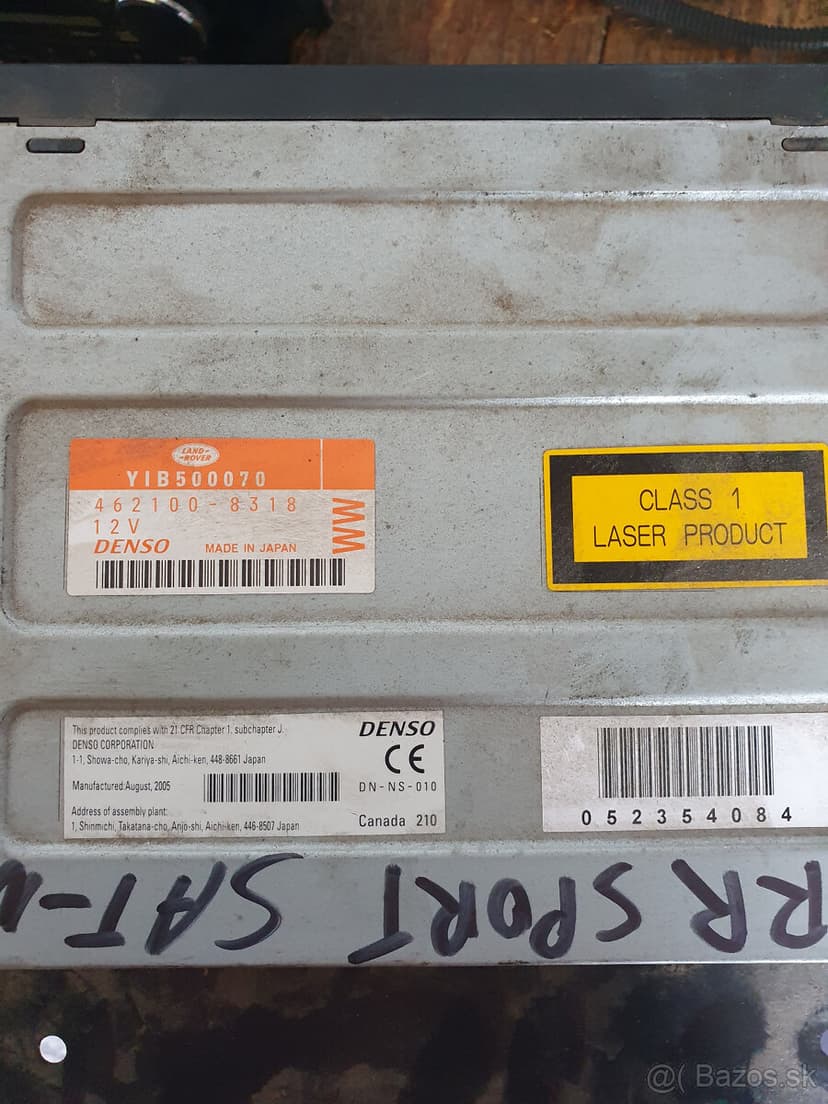 LAND-
-ROVER
YIB500070
462100-8318
12V
WW
DENSO MADE IN JAPAN
CLASS 1
LASER PRODUCT
This product complies with 21 CFR Chapter 1. subchapter J.
DENSO CORPORATION
1-1, Showa-cho, Kariya-shi, Aichi-ken, 448-8661 Japan
Manufactured:August, 2005
Address of assembly plant:
1, Shinmichi, Takatana-cho, Anjo-shi, Aichi-ken, 446-8507 Japan
DENSO
CE
DN-NS-010
Canada 210
052354084
RR SPORT SAT-
@( Bazos.sk